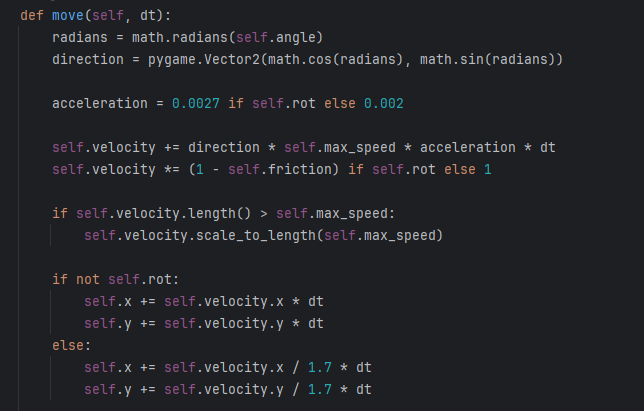 def move(self, dt):
    radians = math.radians(self.angle)
    direction = pygame.Vector2(math.cos(radians), math.sin(radians))
    acceleration = 0.0027 if self.rot else 0.002
    self.velocity += direction * self.max_speed * acceleration * dt
    self.velocity *= (1 - self.friction) if self.rot else 1
    if self.velocity.length() > self.max_speed:
        self.velocity.scale_to_length(self.max_speed)
    if not self.rot:
        self.x += self.velocity.x * dt
        self.y += self.velocity.y * dt
    else:
        self.x += self.velocity.x / 1.7 * dt
        self.y += self.velocity.y / 1.7 * dt